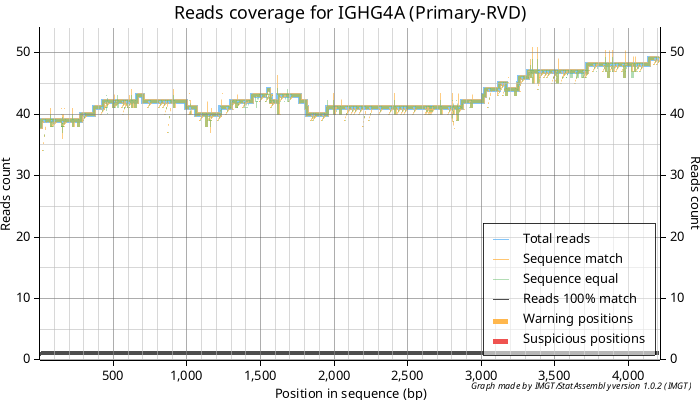 Reads coverage for IGHG4A (Primary-RVD)
50 50
40 40
30 30
20 20
10 10
0 0
Reads count
Reads count
Total reads
Sequence match
Sequence equal
Reads 100% match
Warning positions
Suspicious positions
500 1,000 1,500 2,000 2,500 3,000 3,500 4,000
Position in sequence (bp)
Graph made by IMGT/StatAssembly version 1.0.2 (IMGT)